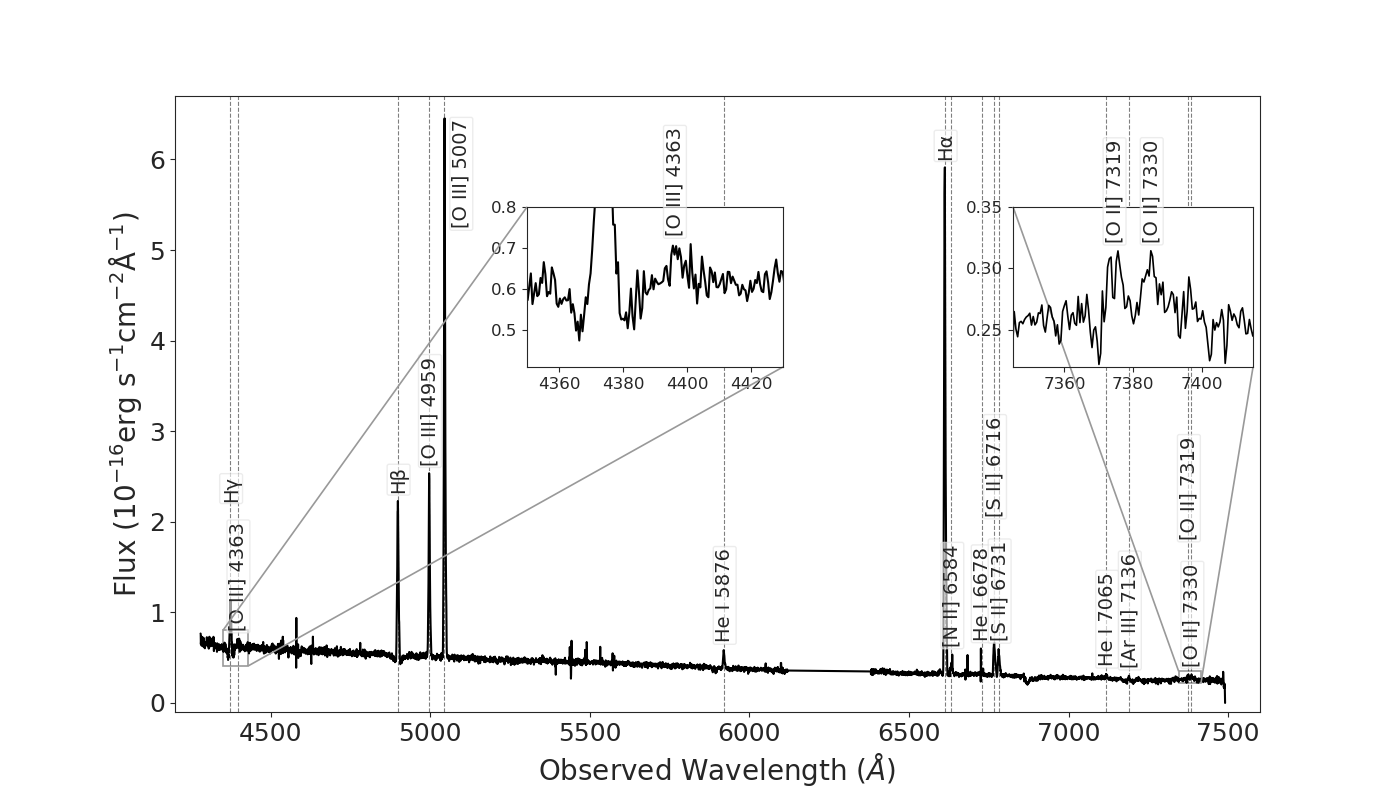 Flux (10⁻¹⁶erg s⁻¹cm⁻²Å⁻¹)
6
5
4
3
2
1
0
4500
5000
5500
6000
6500
7000
7500
Observed Wavelength (Å)
Hγ
[O III] 4363
Hβ
[O III] 4959
[O III] 5007
He I 5876
Hα
[N II] 6584
He I 6678
[S II] 6716
[S II] 6731
He I 7065
[Ar III] 7136
[O II] 7319
[O II] 7330
[O III] 4363
0.8
0.7
0.6
0.5
4360
4380
4400
4420
[O II] 7319
[O II] 7330
0.35
0.30
0.25
7360
7380
7400